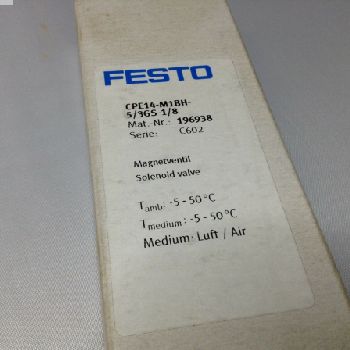 FESTO
CPE14-M1BH-
5/3GS 1/8
Mat.-Nr.: 196938
Serie: C602
Magnetventil
Solenoid valve
Tamb: -5 - 50 °C
Tmedium: -5 - 50 °C
Medium: Luft / Air